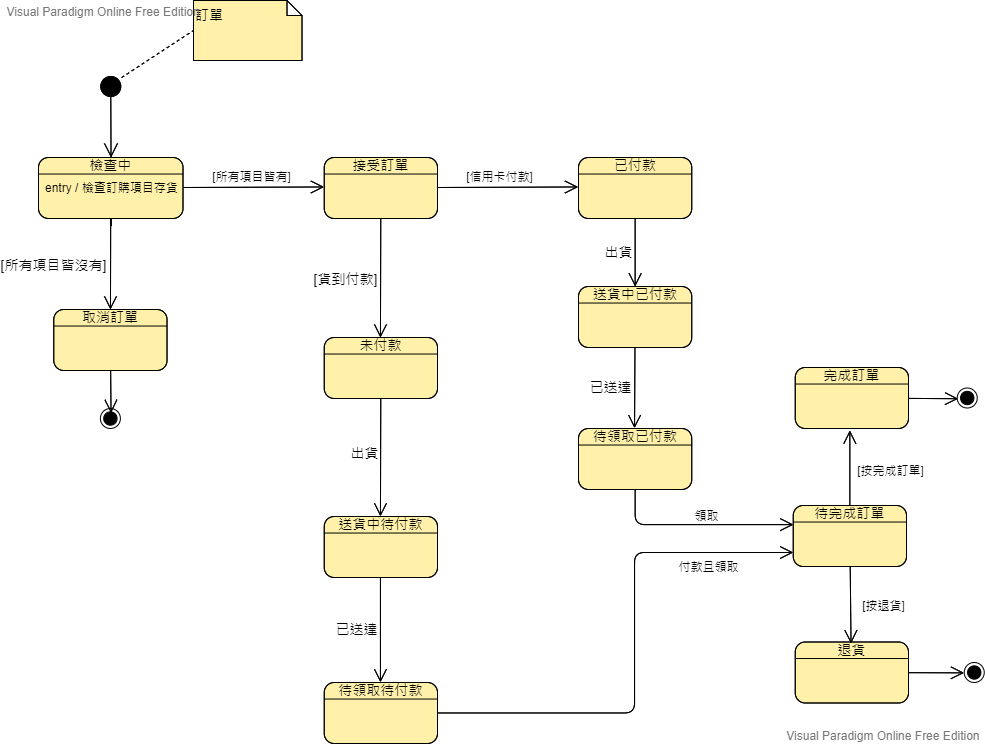 Visual Paradigm Online Free Edition
訂單
檢查中
entry / 檢查訂購項目存貨
[所有項目皆有]
接受訂單
[信用卡付款]
已付款
[所有項目皆沒有]
取消訂單
[貨到付款]
未付款
出貨
送貨中已付款
已送達
待領取已付款
出貨
送貨中待付款
已送達
待領取待付款
領取
付款且領取
完成訂單
[按完成訂單]
待完成訂單
[按退貨]
退貨
Visual Paradigm Online Free Edition